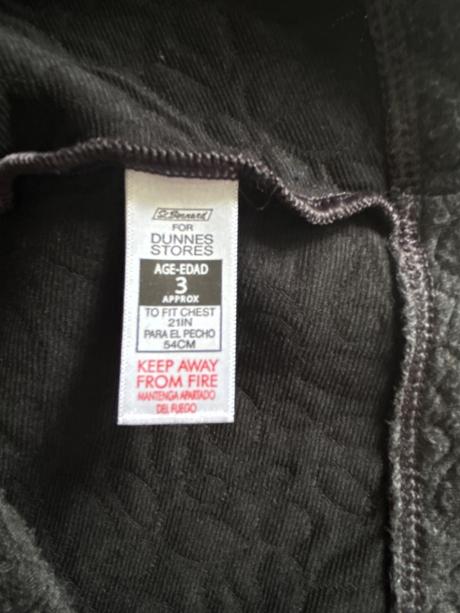 St. Bernard
FOR
DUNNES
STORES
AGE-EDAD
3
APPROX
TO FIT CHEST
21IN
PARA EL PECHO
54CM
KEEP AWAY
FROM FIRE
MANTENGA APARTADO
DEL FUEGO